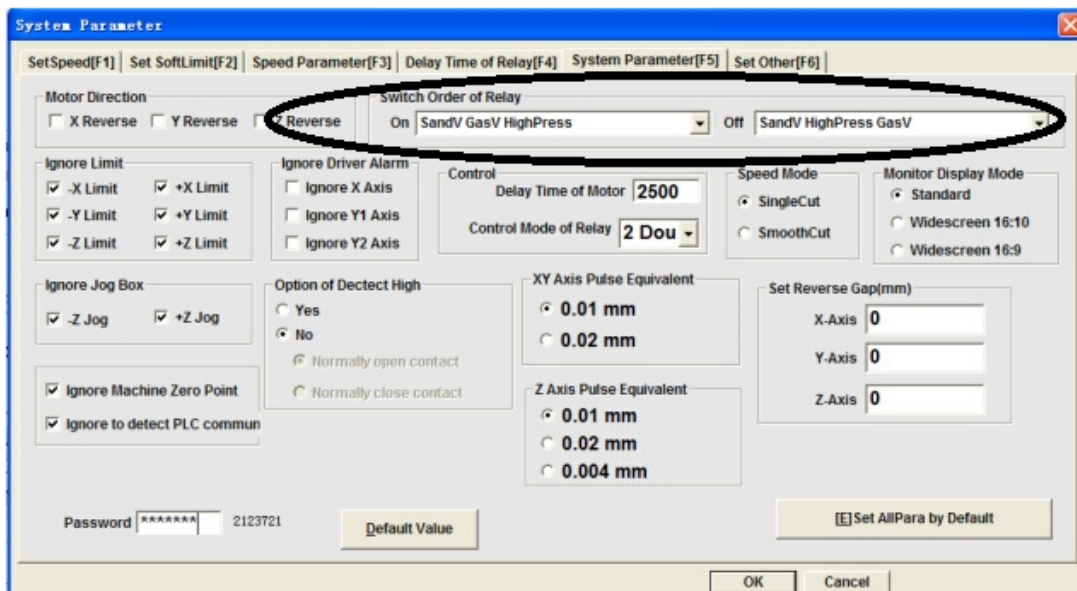 System Parameter
SetSpeed[F1] Set SoftLimit[F2] Speed Parameter[F3] Delay Time of Relay[F4] System Parameter[F5] Set Other[F6]
Motor Direction
X Reverse Y Reverse Z Reverse
Switch Order of Relay
On SandV GasV HighPress Off SandV HighPress GasV
Ignore Limit
-X Limit +X Limit
-Y Limit +Y Limit
-Z Limit +Z Limit
Ignore Driver Alarm
Ignore X Axis
Ignore Y1 Axis
Ignore Y2 Axis
Control
Delay Time of Motor 2500
Control Mode of Relay 2 Dou
Speed Mode
SingleCut
SmoothCut
Monitor Display Mode
Standard
Widescreen 16:10
Widescreen 16:9
Ignore Jog Box
-Z Jog +Z Jog
Option of Dectect High
Yes
No
Normally open contact
Normally close contact
XY Axis Pulse Equivalent
0.01 mm
0.02 mm
Set Reverse Gap(mm)
X-Axis 0
Y-Axis 0
Z-Axis 0
Ignore Machine Zero Point
Ignore to detect PLC commun
Z Axis Pulse Equivalent
0.01 mm
0.02 mm
0.004 mm
Password ******* 2123721
Default Value
[E]Set AllPara by Default
OK Cancel